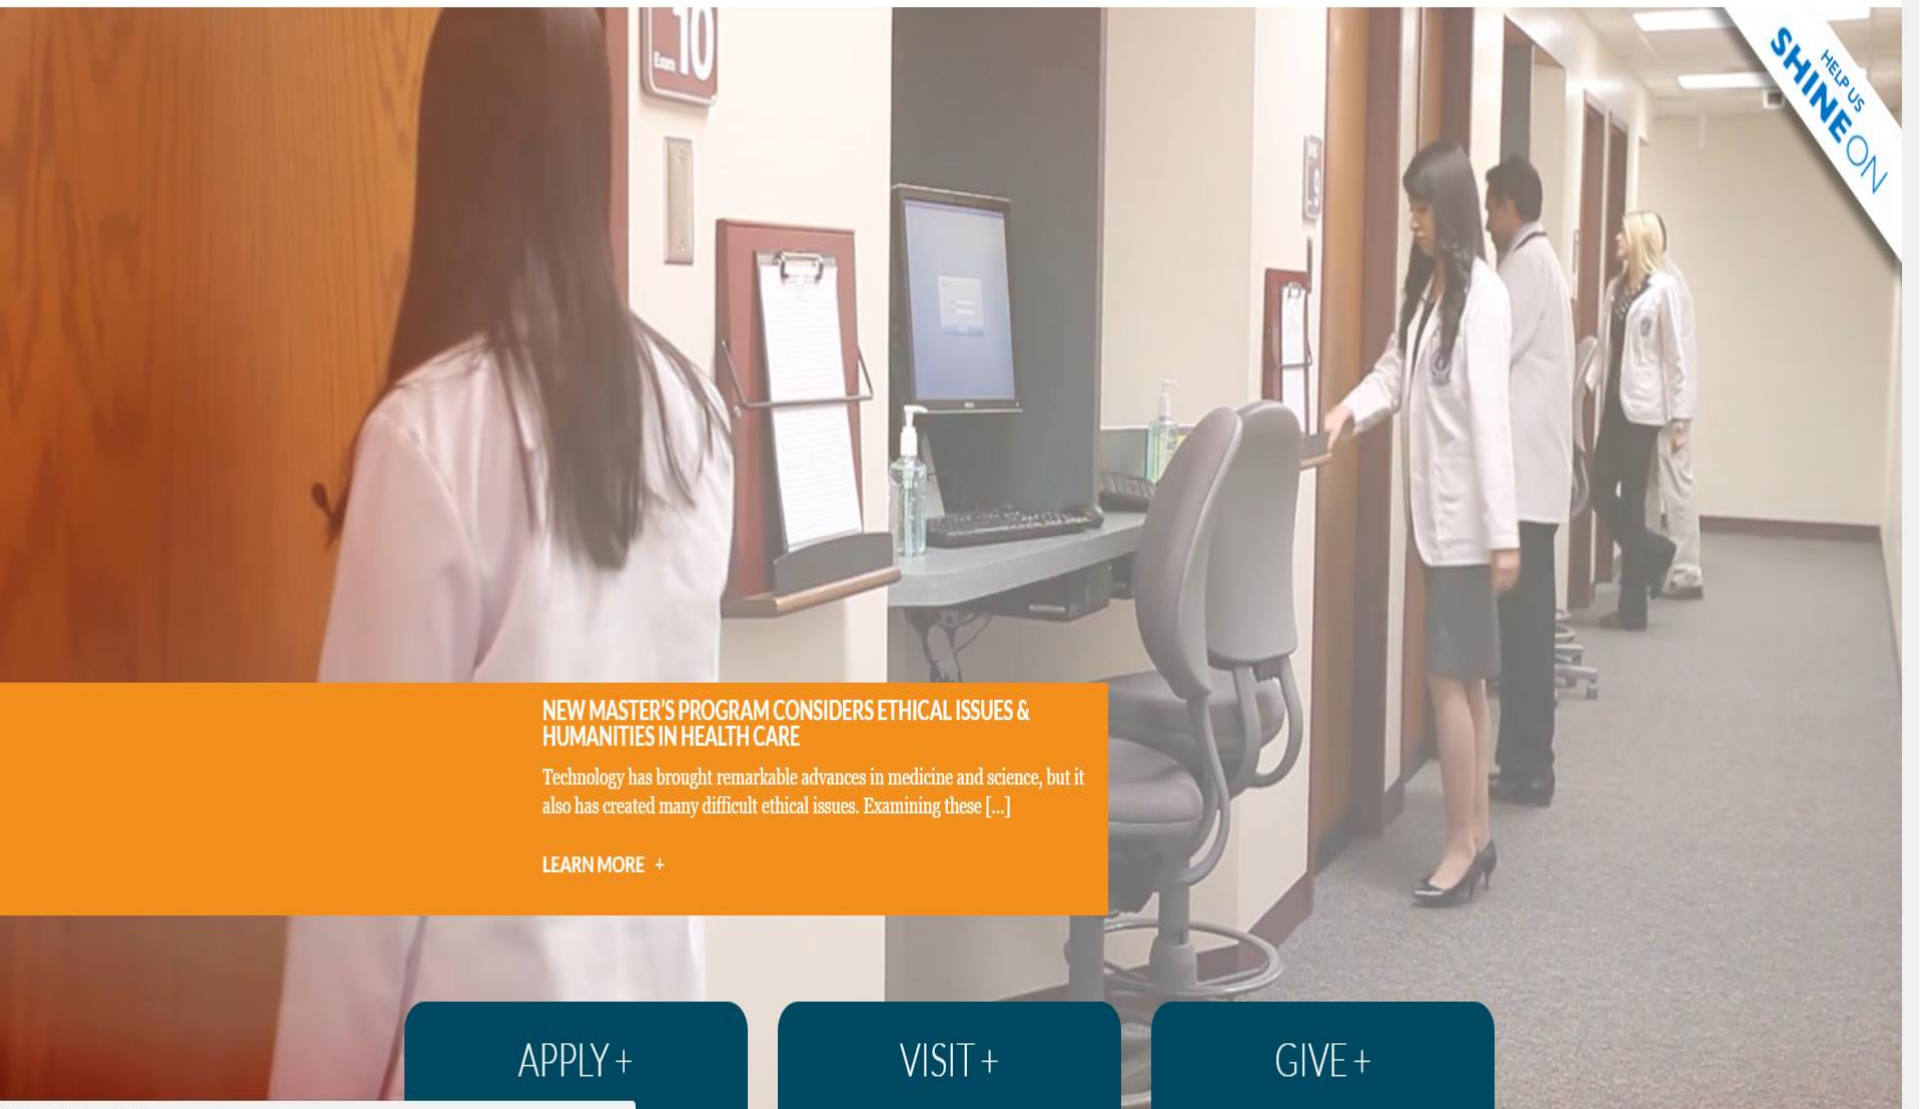 10
Exam
9
HELP US
SHINE ON
NEW MASTER'S PROGRAM CONSIDERS ETHICAL ISSUES &
HUMANITIES IN HEALTH CARE
Technology has brought remarkable advances in medicine and science, but it
also has created many difficult ethical issues. Examining these [...]
LEARN MORE +
APPLY +
VISIT +
GIVE +